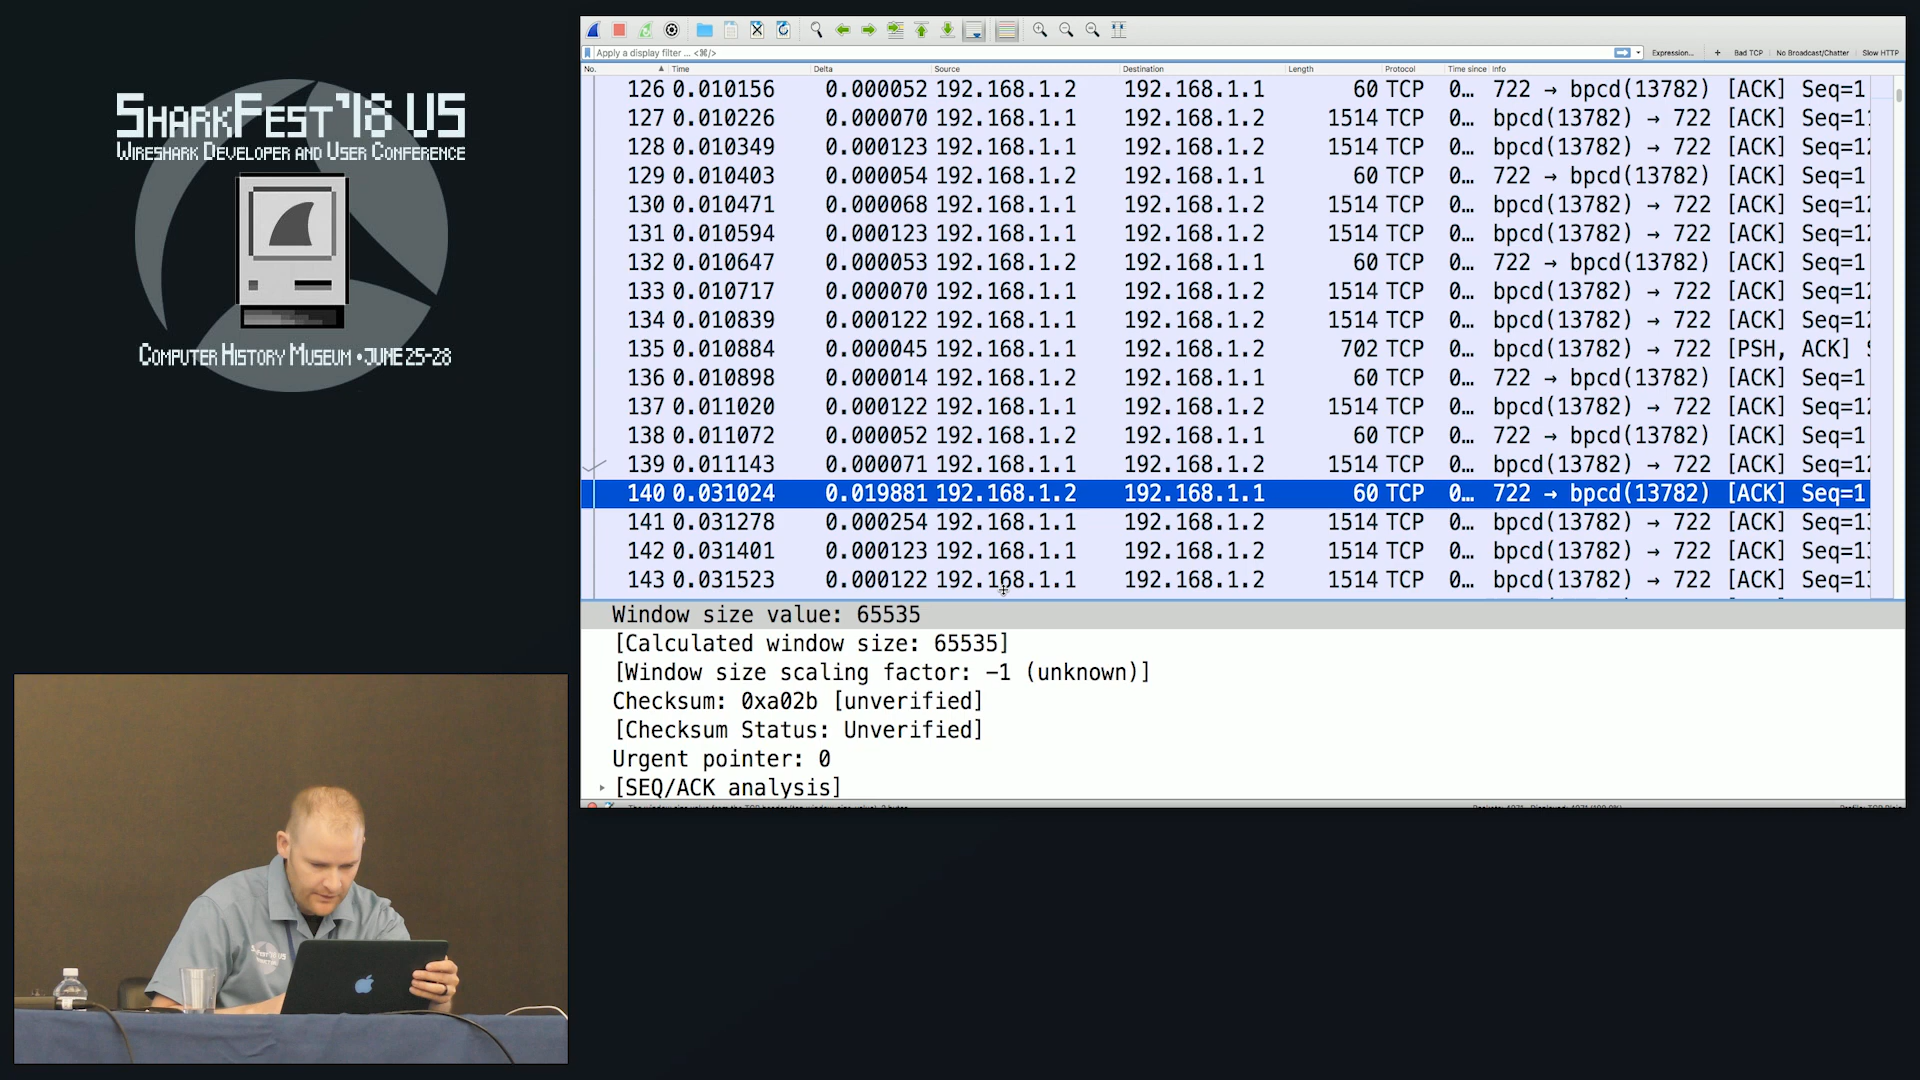 SHARKFEST '18 US
WIRESHARK DEVELOPER AND USER CONFERENCE
COMPUTER HISTORY MUSEUM • JUNE 25-28
Apply a display filter ... <⌘/>
Expression... + Bad TCP No Broadcast/Chatter Slow HTTP
No. Time Delta Source Destination Length Protocol Time since Info
126 0.010156 0.000052 192.168.1.2 192.168.1.1 60 TCP 0… 722 → bpcd(13782) [ACK] Seq=1
127 0.010226 0.000070 192.168.1.1 192.168.1.2 1514 TCP 0… bpcd(13782) → 722 [ACK] Seq=11
128 0.010349 0.000123 192.168.1.1 192.168.1.2 1514 TCP 0… bpcd(13782) → 722 [ACK] Seq=12
129 0.010403 0.000054 192.168.1.2 192.168.1.1 60 TCP 0… 722 → bpcd(13782) [ACK] Seq=1
130 0.010471 0.000068 192.168.1.1 192.168.1.2 1514 TCP 0… bpcd(13782) → 722 [ACK] Seq=12
131 0.010594 0.000123 192.168.1.1 192.168.1.2 1514 TCP 0… bpcd(13782) → 722 [ACK] Seq=12
132 0.010647 0.000053 192.168.1.2 192.168.1.1 60 TCP 0… 722 → bpcd(13782) [ACK] Seq=1
133 0.010717 0.000070 192.168.1.1 192.168.1.2 1514 TCP 0… bpcd(13782) → 722 [ACK] Seq=12
134 0.010839 0.000122 192.168.1.1 192.168.1.2 1514 TCP 0… bpcd(13782) → 722 [ACK] Seq=12
135 0.010884 0.000045 192.168.1.1 192.168.1.2 702 TCP 0… bpcd(13782) → 722 [PSH, ACK] S
136 0.010898 0.000014 192.168.1.2 192.168.1.1 60 TCP 0… 722 → bpcd(13782) [ACK] Seq=1
137 0.011020 0.000122 192.168.1.1 192.168.1.2 1514 TCP 0… bpcd(13782) → 722 [ACK] Seq=12
138 0.011072 0.000052 192.168.1.2 192.168.1.1 60 TCP 0… 722 → bpcd(13782) [ACK] Seq=1
139 0.011143 0.000071 192.168.1.1 192.168.1.2 1514 TCP 0… bpcd(13782) → 722 [ACK] Seq=12
140 0.031024 0.019881 192.168.1.2 192.168.1.1 60 TCP 0… 722 → bpcd(13782) [ACK] Seq=1
141 0.031278 0.000254 192.168.1.1 192.168.1.2 1514 TCP 0… bpcd(13782) → 722 [ACK] Seq=13
142 0.031401 0.000123 192.168.1.1 192.168.1.2 1514 TCP 0… bpcd(13782) → 722 [ACK] Seq=13
143 0.031523 0.000122 192.168.1.1 192.168.1.2 1514 TCP 0… bpcd(13782) → 722 [ACK] Seq=13
Window size value: 65535
[Calculated window size: 65535]
[Window size scaling factor: -1 (unknown)]
Checksum: 0xa02b [unverified]
[Checksum Status: Unverified]
Urgent pointer: 0
[SEQ/ACK analysis]